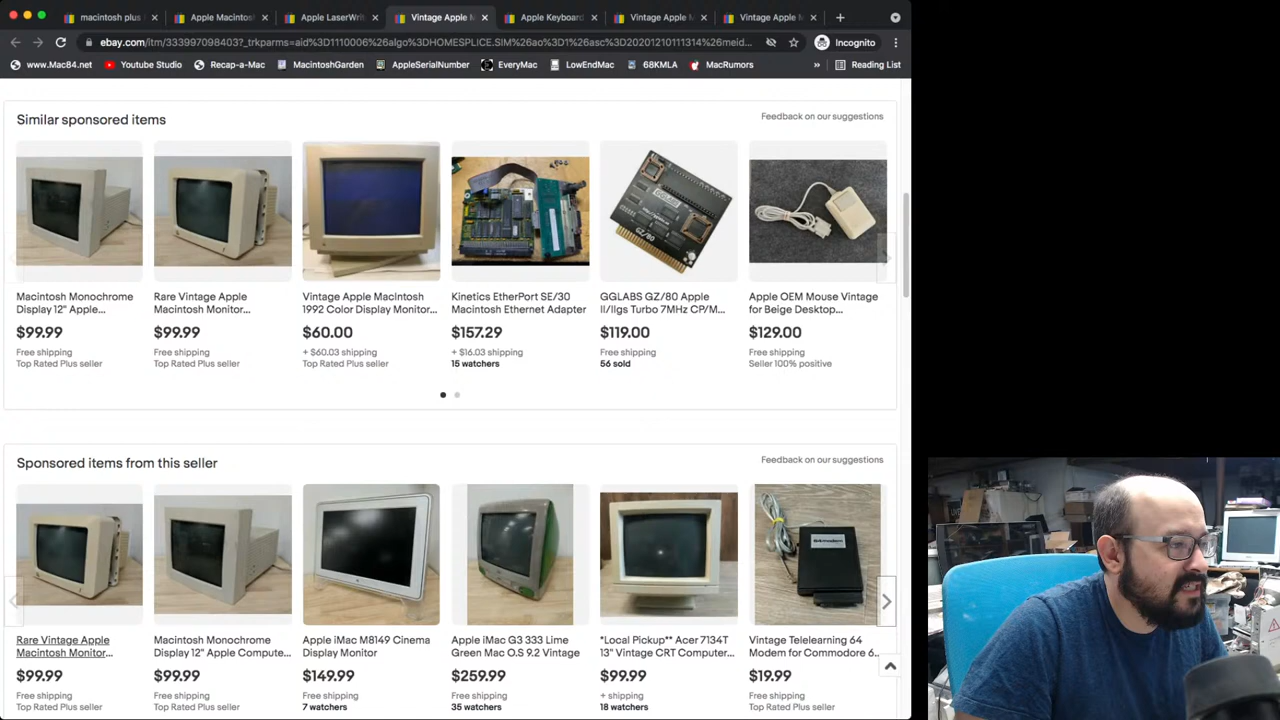 macintosh plus
Apple Macintos
Apple LaserWrit
Vintage Apple M
Apple Keyboard
Vintage Apple M
Vintage Apple M
ebay.com/itm/333997098403?_trkparms=aid%3D1110006%26algo%3DHOMESPLICE.SIM%26ao%3D1%26asc%3D20201210111314%26meid...
Incognito
www.Mac84.net
Youtube Studio
Recap-a-Mac
MacintoshGarden
AppleSerialNumber
EveryMac
LowEndMac
68KMLA
MacRumors
»
Reading List
Similar sponsored items
Feedback on our suggestions
Macintosh Monochrome
Display 12" Apple...
$99.99
Free shipping
Top Rated Plus seller
Rare Vintage Apple
Macintosh Monitor...
$99.99
Free shipping
Top Rated Plus seller
Vintage Apple Macintosh
1992 Color Display Monitor...
$60.00
+ $60.03 shipping
Top Rated Plus seller
Kinetics EtherPort SE/30
Macintosh Ethernet Adapter
$157.29
+ $16.03 shipping
15 watchers
GGLABS GZ/80 Apple
II/IIgs Turbo 7MHz CP/M...
$119.00
Free shipping
56 sold
Apple OEM Mouse Vintage
for Beige Desktop...
$129.00
Free shipping
Seller 100% positive
Sponsored items from this seller
Feedback on our suggestions
Rare Vintage Apple
Macintosh Monitor...
$99.99
Free shipping
Top Rated Plus seller
Macintosh Monochrome
Display 12" Apple Compute...
$99.99
Free shipping
Top Rated Plus seller
Apple iMac M8149 Cinema
Display Monitor
$149.99
Free shipping
7 watchers
Apple iMac G3 333 Lime
Green Mac O.S 9.2 Vintage
$259.99
Free shipping
35 watchers
*Local Pickup** Acer 7134T
13" Vintage CRT Computer...
$99.99
+ shipping
18 watchers
Vintage Telelearning 64
Modem for Commodore 6...
$19.99
Free shipping
Top Rated Plus seller